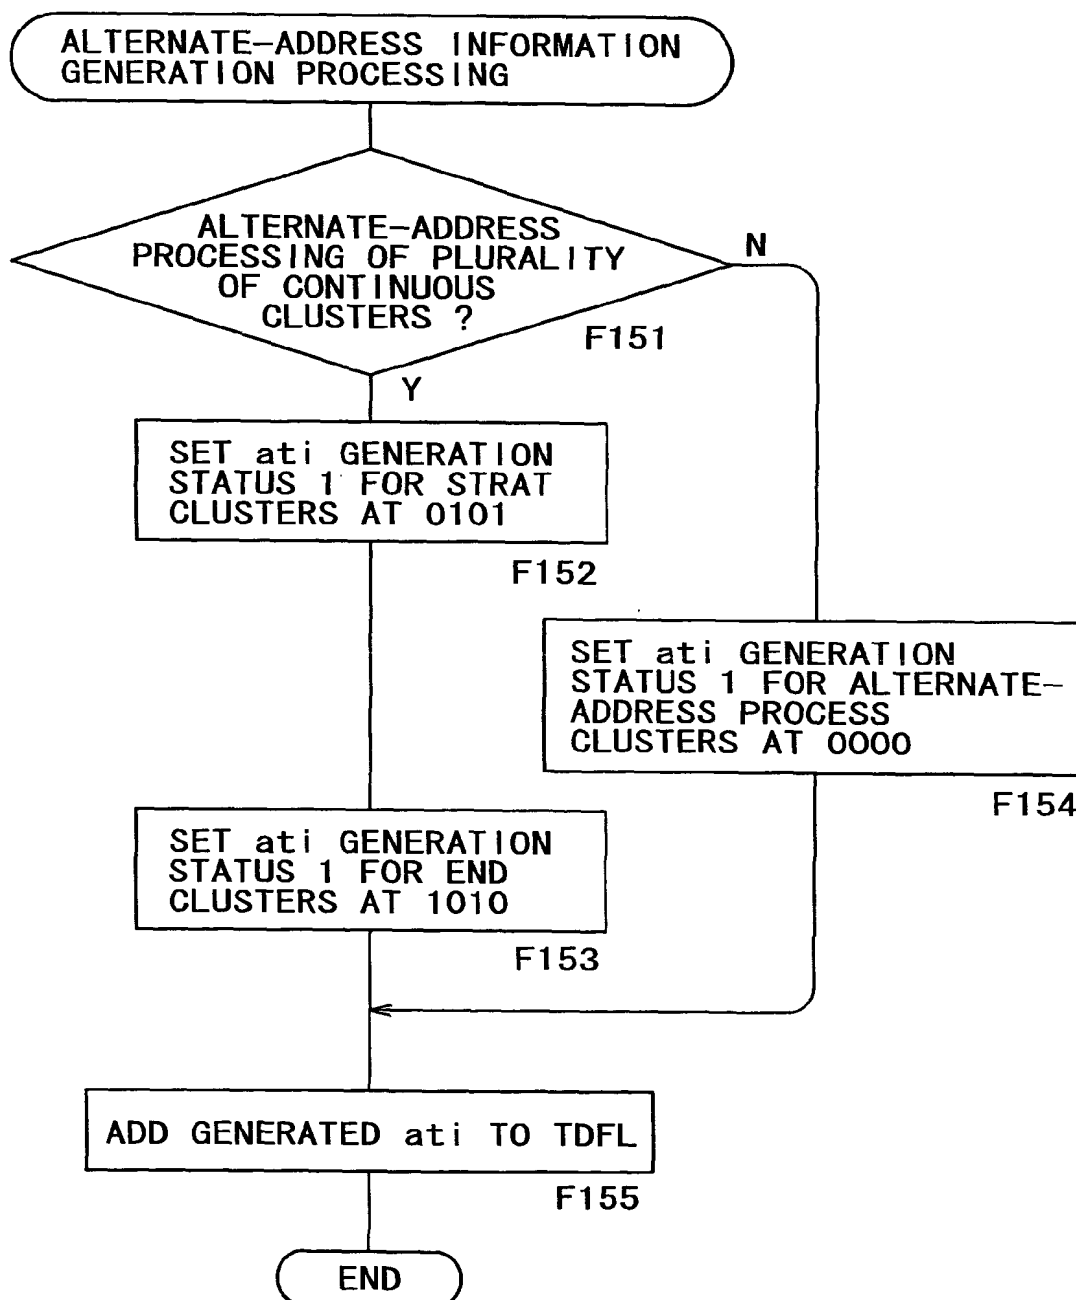 ALTERNATE-ADDRESS INFORMATION
GENERATION PROCESSING
ALTERNATE-ADDRESS
PROCESSING OF PLURALITY
OF CONTINUOUS
CLUSTERS ?
N
F151
Y
SET ati GENERATION
STATUS 1 FOR STRAT
CLUSTERS AT 0101
F152
SET ati GENERATION
STATUS 1 FOR ALTERNATE-
ADDRESS PROCESS
CLUSTERS AT 0000
F154
SET ati GENERATION
STATUS 1 FOR END
CLUSTERS AT 1010
F153
ADD GENERATED ati TO TDFL
F155
END